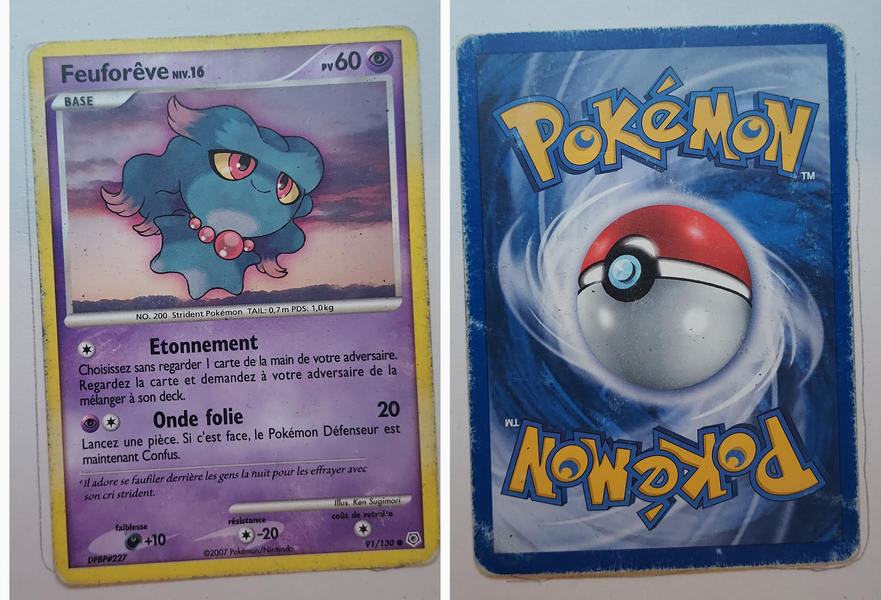 Feuforêve NIV.16
PV 60
BASE
NO. 200 Strident Pokémon TAIL: 0,7 m PDS: 1,0 kg
Etonnement
Choisissez sans regarder 1 carte de la main de votre adversaire.
Regardez la carte et demandez à votre adversaire de la
mélanger à son deck.
Onde folie 20
Lancez une pièce. Si c'est face, le Pokémon Défenseur est
maintenant Confus.
Il adore se faufiler derrière les gens la nuit pour les effrayer avec
son cri strident.
Illus. Ken Sugimori
faiblesse
+10
résistance
-20
coût de retraite
DPBP#227
©2007 Pokémon/Nintendo
91/130
POKéMON
TM
POKéMON
TM